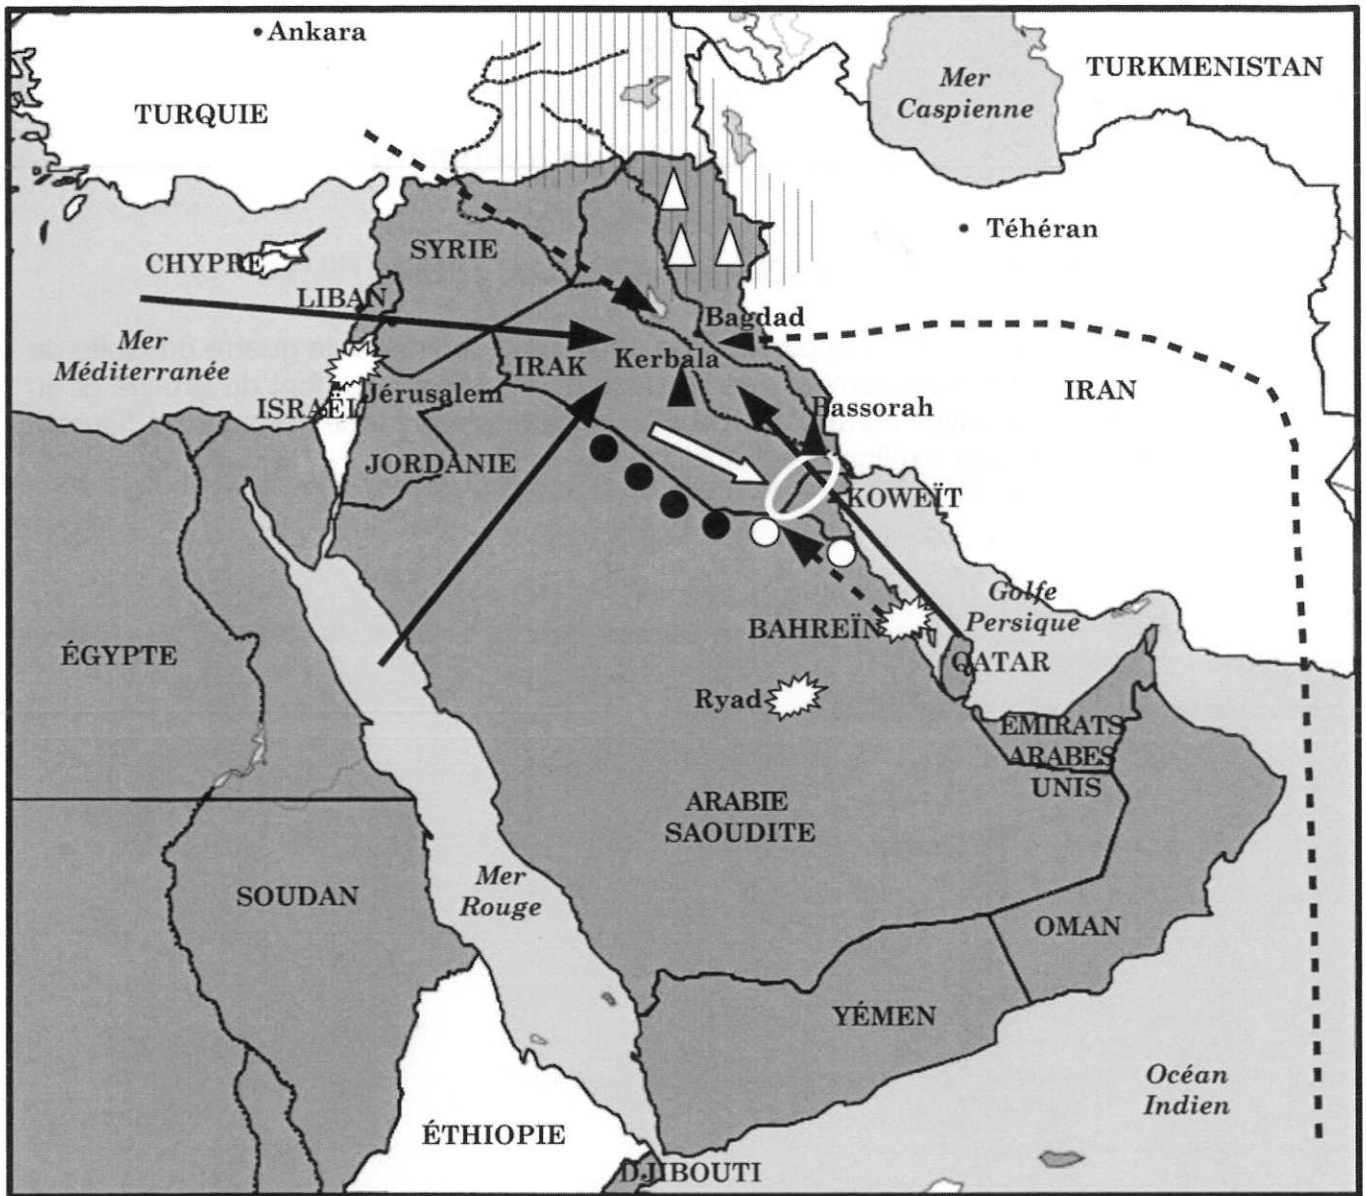 Ankara
TURQUIE
Mer
Caspienne
TURKMENISTAN
Téhéran
SYRIE
CHYPRE
LIBAN
Mer
Méditerranée
Bagdad
IRAK
Kerbala
IRAN
ISRAËL
Jérusalem
Bassorah
JORDANIE
KOWEÏT
Golfe
Persique
BAHREÏN
QATAR
ÉGYPTE
Ryad
ÉMIRATS
ARABES
UNIS
ARABIE
SAOUDITE
SOUDAN
Mer
Rouge
OMAN
YÉMEN
Océan
Indien
ÉTHIOPIE
DJIBOUTI